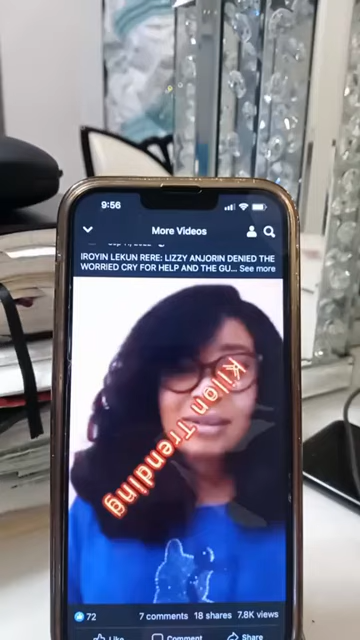 9:56
More Videos
IROYIN LEKUN RERE: LIZZY ANJORIN DENIED THE
WORRIED CRY FOR HELP AND THE GU... See more
Kilon Trending
72
7 comments 18 shares 7.8K views
Like
Comment
Share